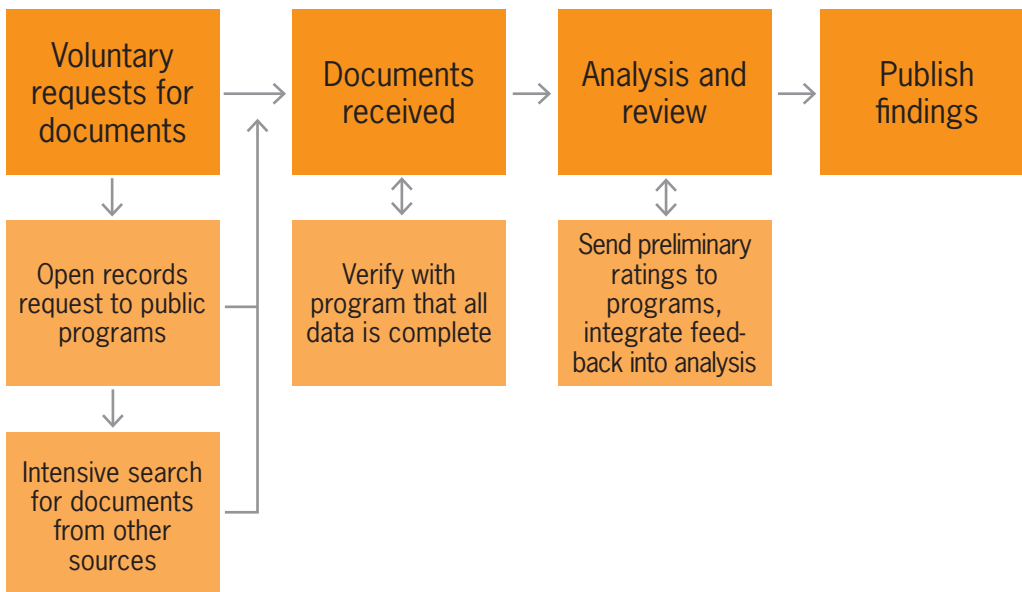 Voluntary
requests for
documents
Documents
received
Analysis and
review
Publish
findings
Open records
request to public
programs
Verify with
program that all
data is complete
Send preliminary
ratings to
programs,
integrate feed-
back into analysis
Intensive search
for documents
from other
sources